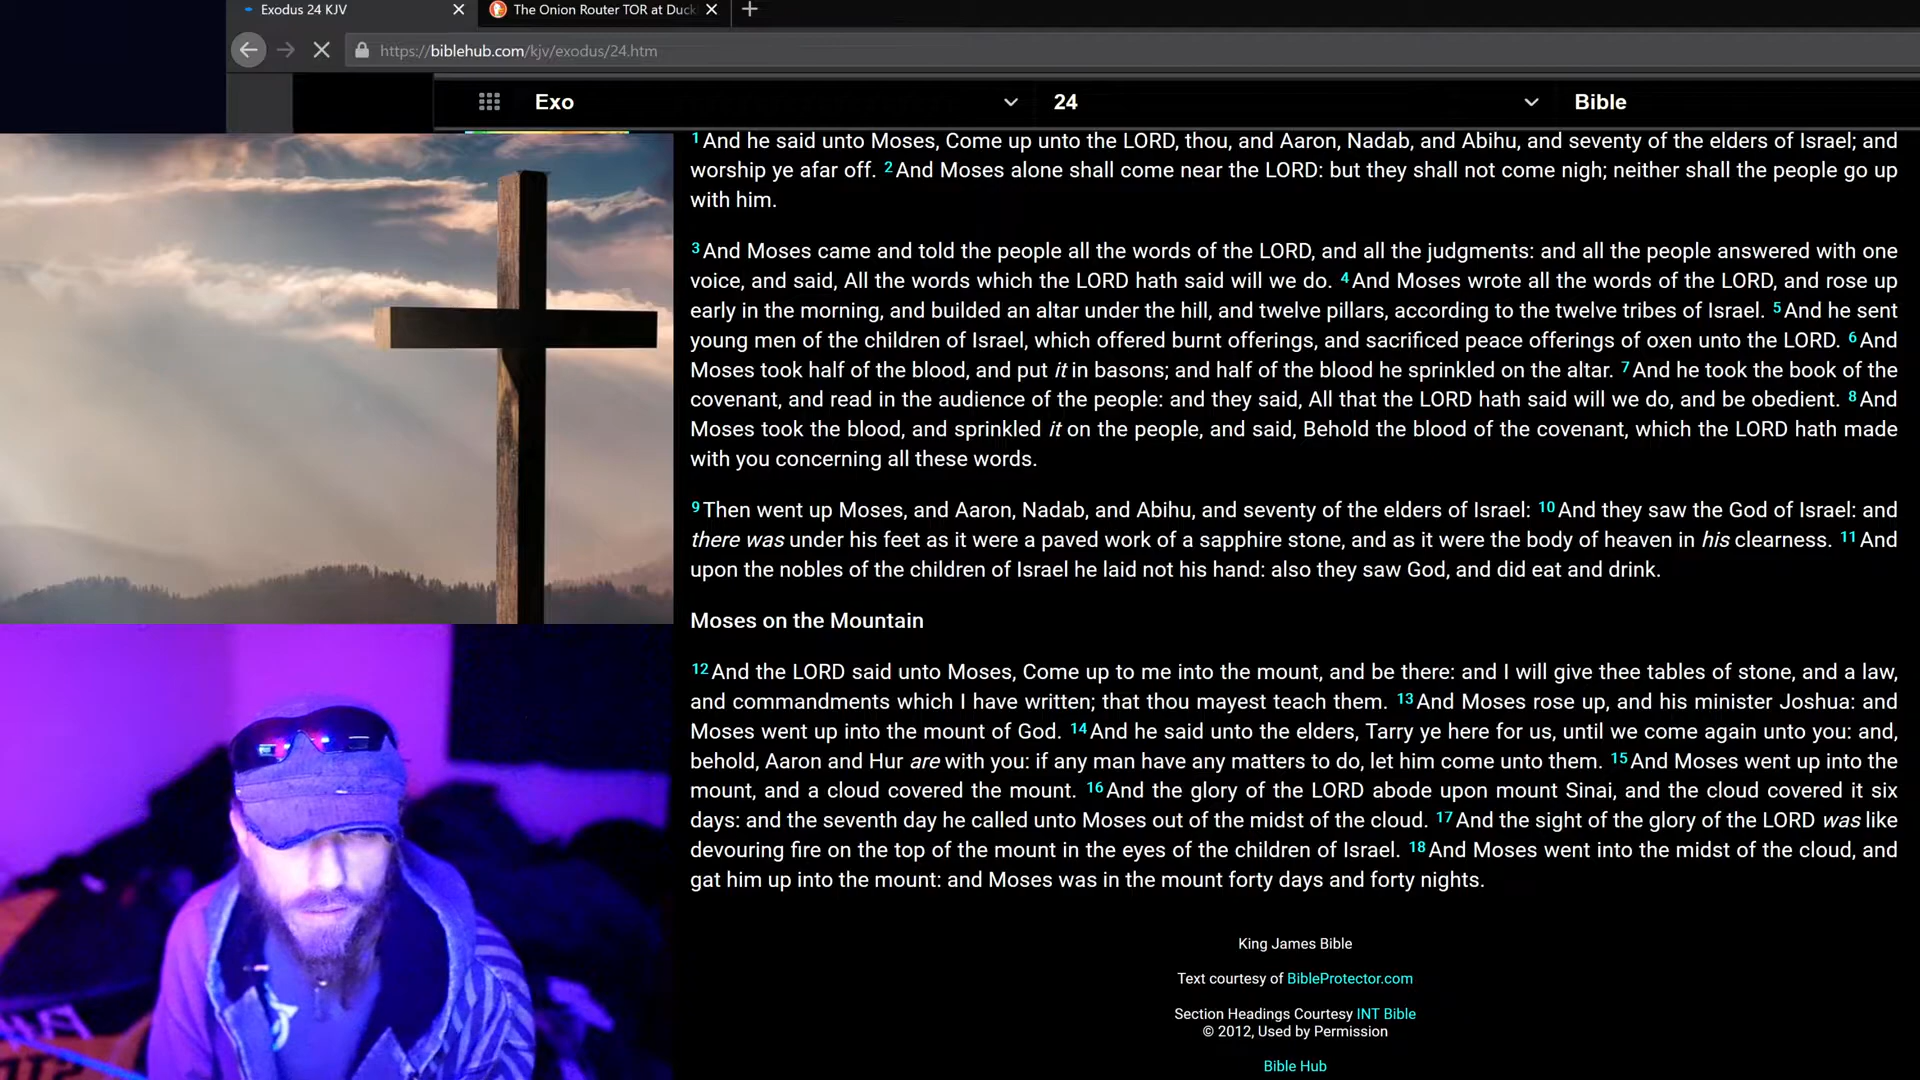 Exodus 24 KJV
The Onion Router TOR at Duck
https://biblehub.com/kjv/exodus/24.htm
Exo
24
Bible
1 And he said unto Moses, Come up unto the LORD, thou, and Aaron, Nadab, and Abihu, and seventy of the elders of Israel; and
worship ye afar off. 2 And Moses alone shall come near the LORD: but they shall not come nigh; neither shall the people go up
with him.
3 And Moses came and told the people all the words of the LORD, and all the judgments: and all the people answered with one
voice, and said, All the words which the LORD hath said will we do. 4 And Moses wrote all the words of the LORD, and rose up
early in the morning, and builded an altar under the hill, and twelve pillars, according to the twelve tribes of Israel. 5 And he sent
young men of the children of Israel, which offered burnt offerings, and sacrificed peace offerings of oxen unto the LORD. 6 And
Moses took half of the blood, and put it in basons; and half of the blood he sprinkled on the altar. 7 And he took the book of the
covenant, and read in the audience of the people: and they said, All that the LORD hath said will we do, and be obedient. 8 And
Moses took the blood, and sprinkled it on the people, and said, Behold the blood of the covenant, which the LORD hath made
with you concerning all these words.
9 Then went up Moses, and Aaron, Nadab, and Abihu, and seventy of the elders of Israel: 10 And they saw the God of Israel: and
there was under his feet as it were a paved work of a sapphire stone, and as it were the body of heaven in his clearness. 11 And
upon the nobles of the children of Israel he laid not his hand: also they saw God, and did eat and drink.
Moses on the Mountain
12 And the LORD said unto Moses, Come up to me into the mount, and be there: and I will give thee tables of stone, and a law,
and commandments which I have written; that thou mayest teach them. 13 And Moses rose up, and his minister Joshua: and
Moses went up into the mount of God. 14 And he said unto the elders, Tarry ye here for us, until we come again unto you: and,
behold, Aaron and Hur are with you: if any man have any matters to do, let him come unto them. 15 And Moses went up into the
mount, and a cloud covered the mount. 16 And the glory of the LORD abode upon mount Sinai, and the cloud covered it six
days: and the seventh day he called unto Moses out of the midst of the cloud. 17 And the sight of the glory of the LORD was like
devouring fire on the top of the mount in the eyes of the children of Israel. 18 And Moses went into the midst of the cloud, and
gat him up into the mount: and Moses was in the mount forty days and forty nights.
King James Bible
Text courtesy of BibleProtector.com
Section Headings Courtesy INT Bible
© 2012, Used by Permission
Bible Hub